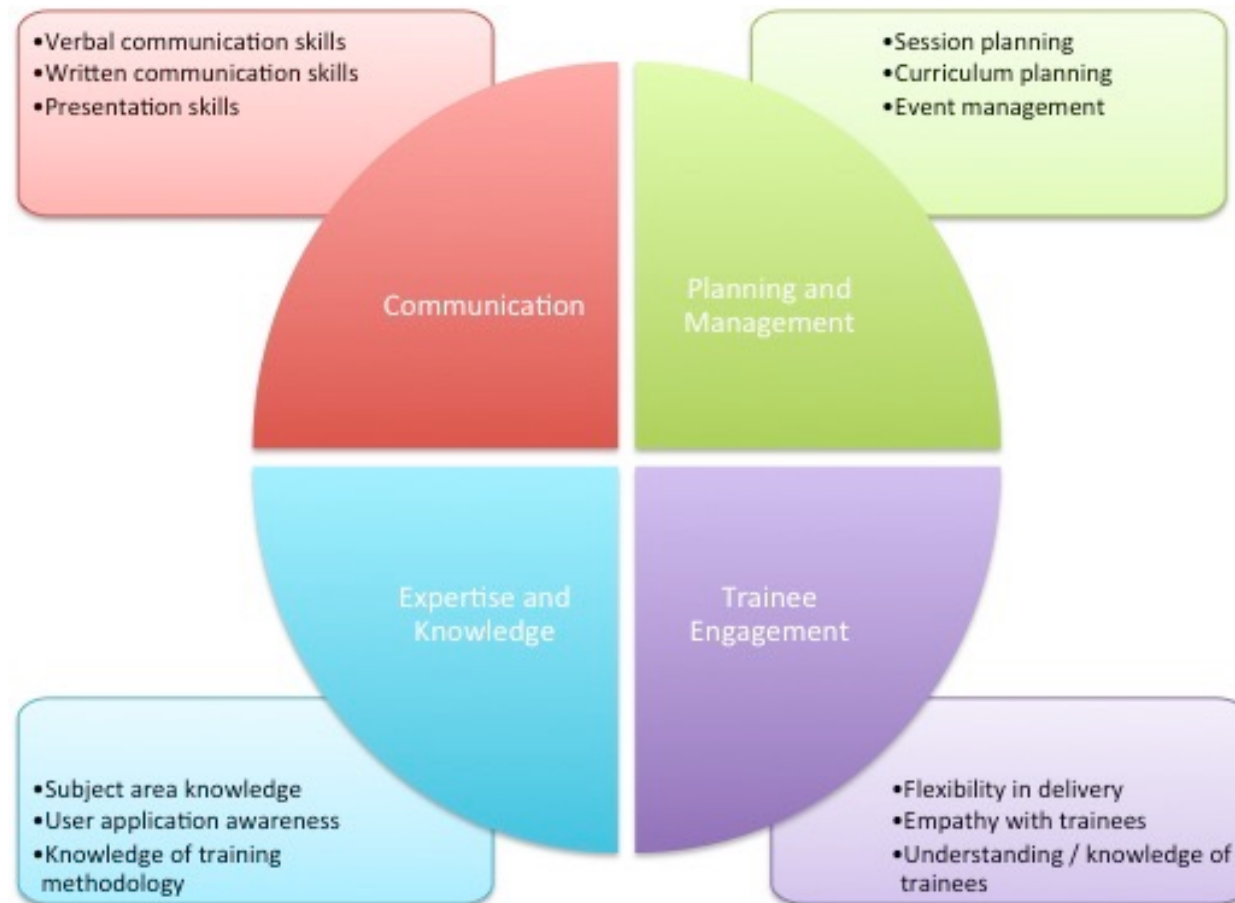 •Verbal communication skills
•Written communication skills
•Presentation skills
•Session planning
•Curriculum planning
•Event management
Communication
Planning and
Management
Expertise and
Knowledge
Trainee
Engagement
•Subject area knowledge
•User application awareness
•Knowledge of training
methodology
•Flexibility in delivery
•Empathy with trainees
•Understanding / knowledge of
trainees